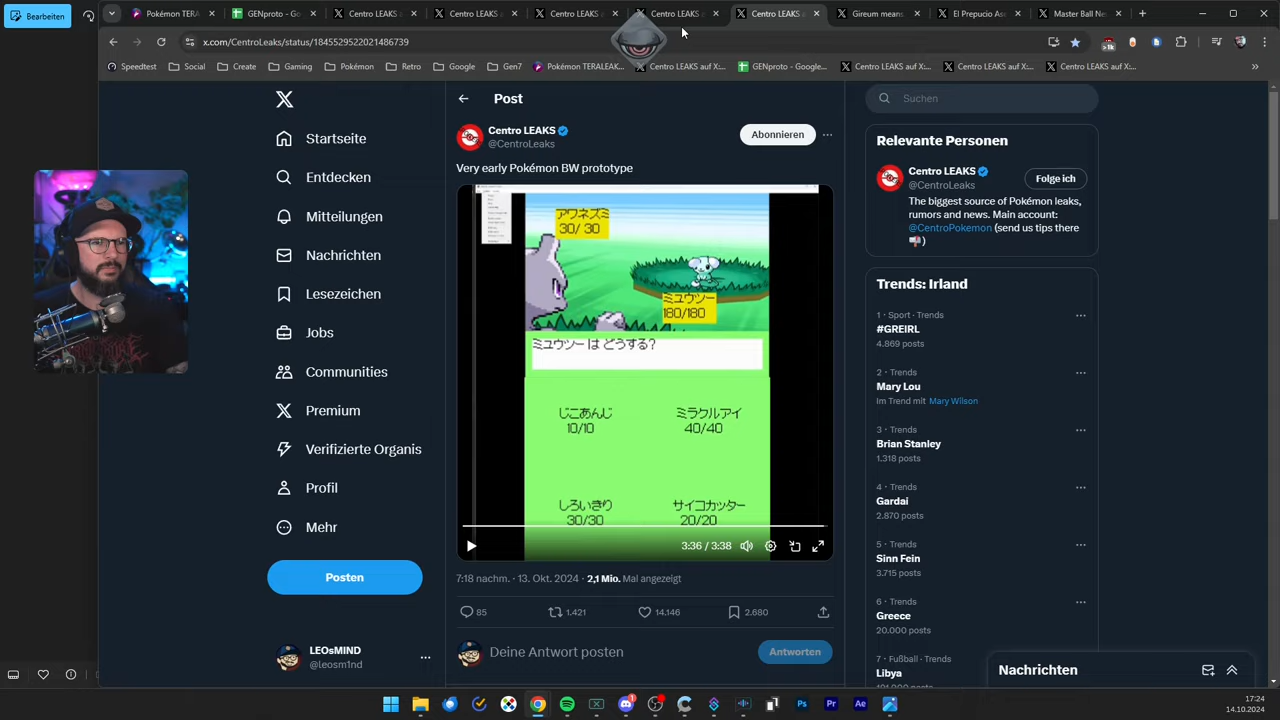 Bearbeiten
Pokémon TER
GENproto - Go
Centro LEAKS
Centro LEAKS
Centro LEAKS
Centro LEAKS
Gireum means
El Prepucio As
Master Ball Ne
x.com/CentroLeaks/status/1845529522021486739
Speedtest
Social
Create
Gaming
Pokémon
Retro
Google
Gen7
Pokémon TERALEAK...
Centro LEAKS auf X:...
GENproto - Google...
Centro LEAKS auf X:...
Centro LEAKS auf X:...
Centro LEAKS auf X:...
Startseite
Entdecken
Mitteilungen
Nachrichten
Lesezeichen
Jobs
Communities
Premium
Verifizierte Organis
Profil
Mehr
Posten
LEOsMIND
@leosm1nd
Post
Centro LEAKS
@CentroLeaks
Abonnieren
Very early Pokémon BW prototype
アワネズミ
30/ 30
ミュウツー
180/180
ミュウツー は どうする?
じこあんじ
10/10
ミラクルアイ
40/40
しろいきり
30/30
サイコカッター
20/20
3:36 / 3:38
7:18 nachm. · 13. Okt. 2024 · 2,1 Mio. Mal angezeigt
85
1.421
14.146
2.680
Deine Antwort posten
Antworten
Suchen
Relevante Personen
Centro LEAKS
@CentroLeaks
Folge ich
The biggest source of Pokémon leaks,
rumors and news. Main account:
@CentroPokemon (send us tips there
)
Trends: Irland
1 · Sport · Trends
#GREIRL
4.869 posts
2 · Trends
Mary Lou
Im Trend mit Mary Wilson
3 · Trends
Brian Stanley
1.318 posts
4 · Trends
Gardai
2.870 posts
5 · Trends
Sinn Fein
3.715 posts
6 · Trends
Greece
20.000 posts
7 · Fußball · Trends
Libya
Nachrichten
17:24
14.10.2024